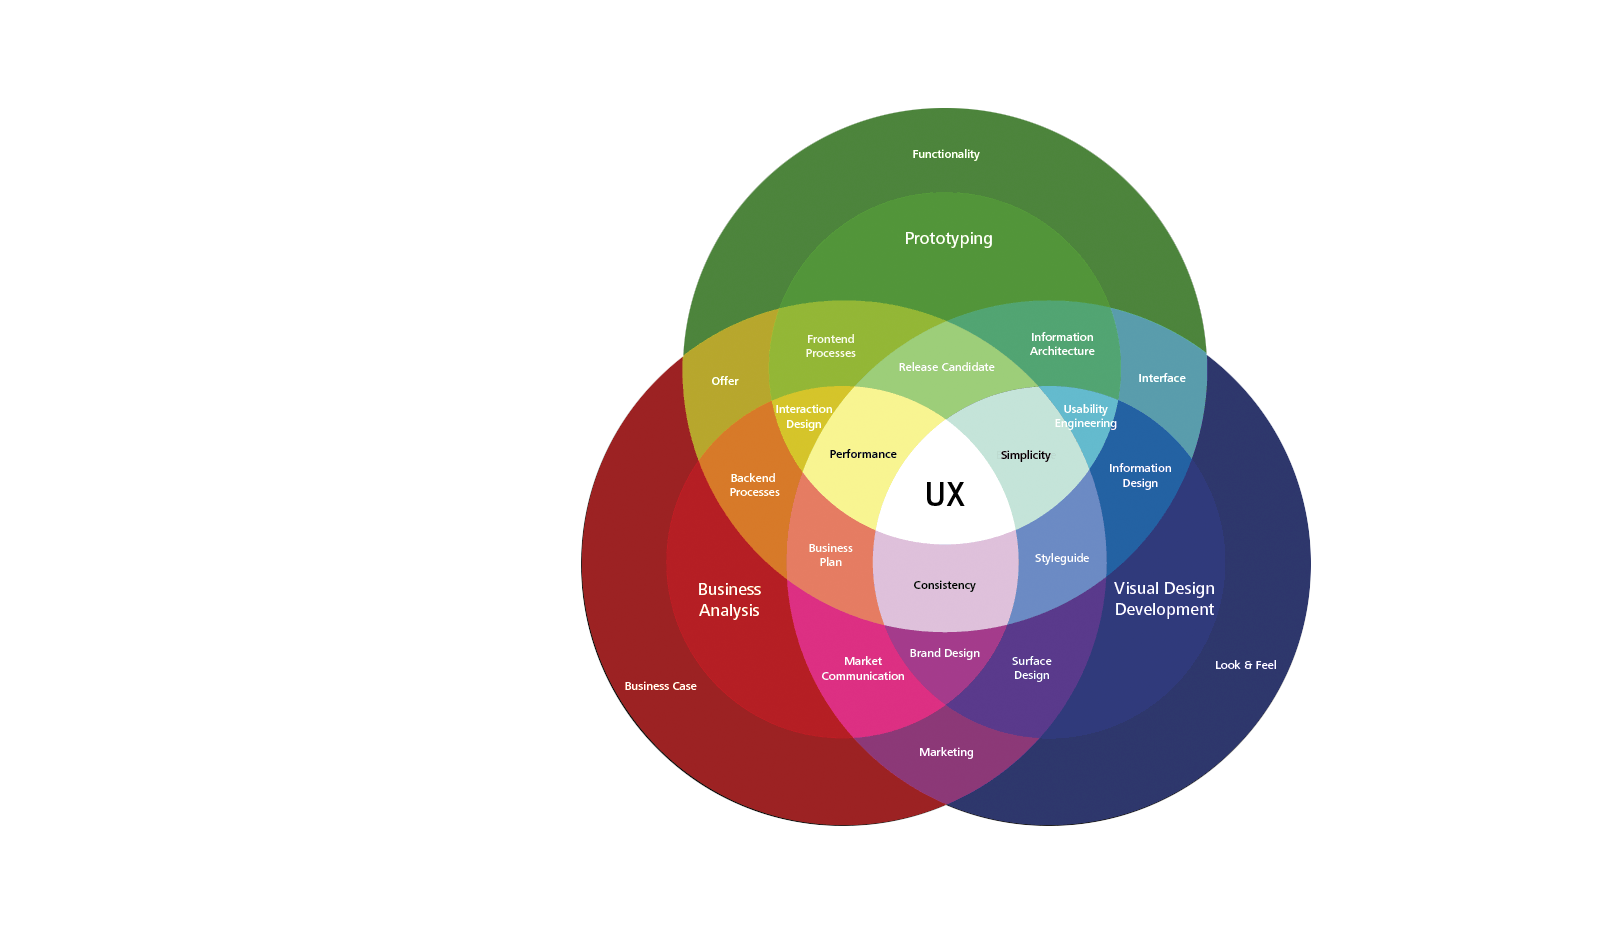 Functionality
Prototyping
Frontend
Processes
Information
Architecture
Release Candidate
Offer
Interface
Interaction
Design
Usability
Engineering
Performance
Simplicity
Backend
Processes
Information
Design
UX
Business
Plan
Styleguide
Consistency
Business
Analysis
Visual Design
Development
Brand Design
Market
Communication
Surface
Design
Look & Feel
Business Case
Marketing